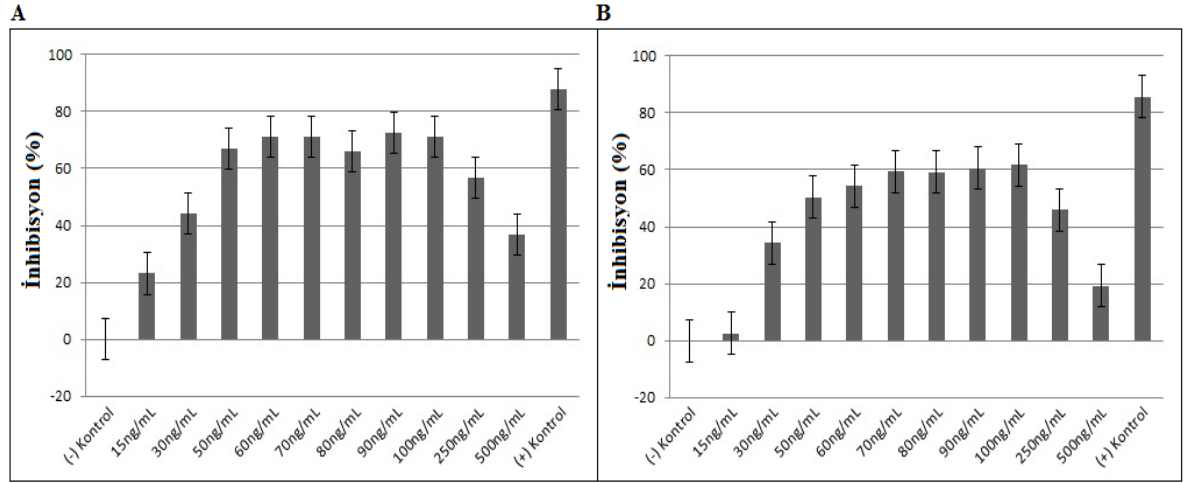 A
100
80
60
40
20
0
-20
İnhibisyon (%)
(-) Kontrol
15ng/mL
30ng/mL
50ng/mL
60ng/mL
70ng/mL
80ng/mL
90ng/mL
100ng/mL
250ng/mL
500ng/mL
(+) Kontrol
B
100
80
60
40
20
0
-20
İnhibisyon (%)
(-) Kontrol
15ng/mL
30ng/mL
50ng/mL
60ng/mL
70ng/mL
80ng/mL
90ng/mL
100ng/mL
250ng/mL
500ng/mL
(+) Kontrol